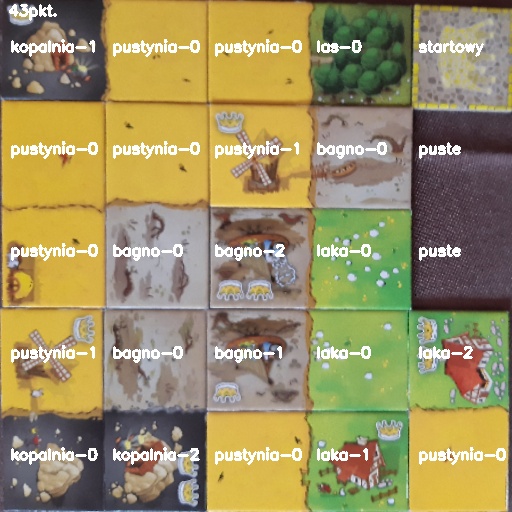 43pkt.
kopalnia-1 pustynia-0 pustynia-0 las-0 startowy
pustynia-0 pustynia-0 pustynia-1 bagno-0 puste
pustynia-0 bagno-0 bagno-2 laka-0 puste
pustynia-1 bagno-0 bagno-1 laka-0 laka-2
kopalnia-0 kopalnia-2 pustynia-0 laka-1 pustynia-0